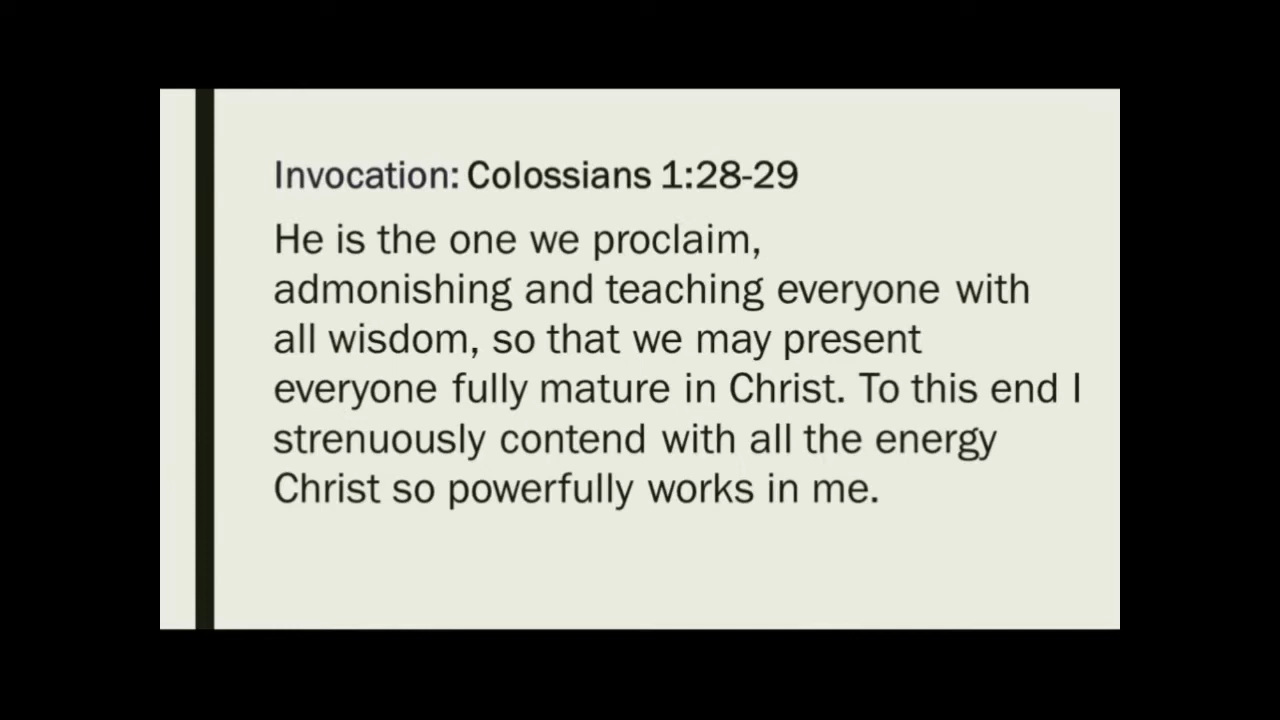 Invocation: Colossians 1:28-29
He is the one we proclaim,
admonishing and teaching everyone with
all wisdom, so that we may present
everyone fully mature in Christ. To this end I
strenuously contend with all the energy
Christ so powerfully works in me.